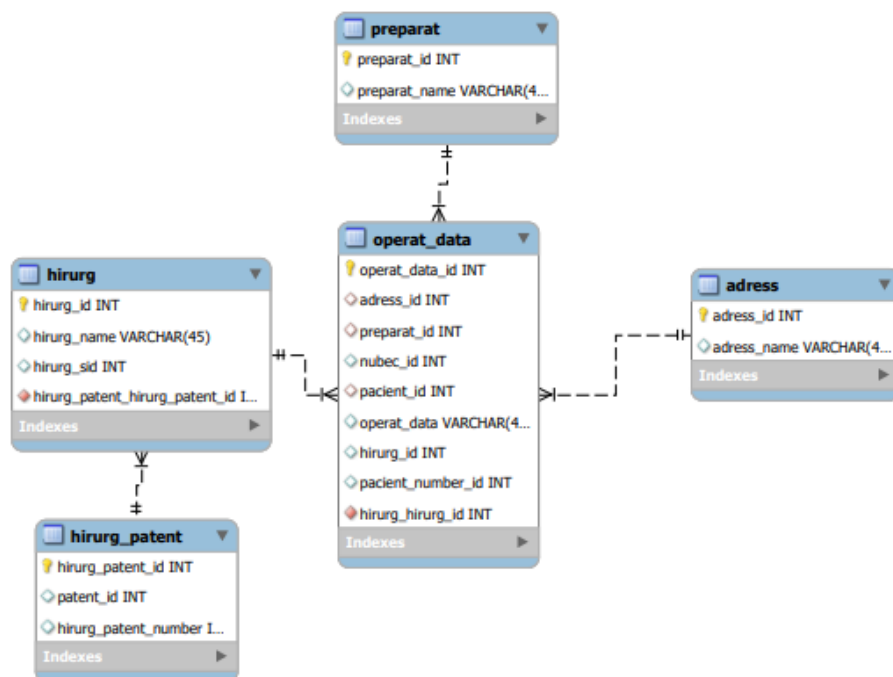 preparat
preparat_id INT
preparat_name VARCHAR(4...
Indexes
operat_data
operat_data_id INT
adress_id INT
preparat_id INT
nubec_id INT
pacient_id INT
operat_data VARCHAR(4...
hirurg_id INT
pacient_number_id INT
hirurg_hirurg_id INT
Indexes
hirurg
hirurg_id INT
hirurg_name VARCHAR(45)
hirurg_sid INT
hirurg_patent_hirurg_patent_id I...
Indexes
adress
adress_id INT
adress_name VARCHAR(4...
Indexes
hirurg_patent
hirurg_patent_id INT
patent_id INT
hirurg_patent_number I...
Indexes